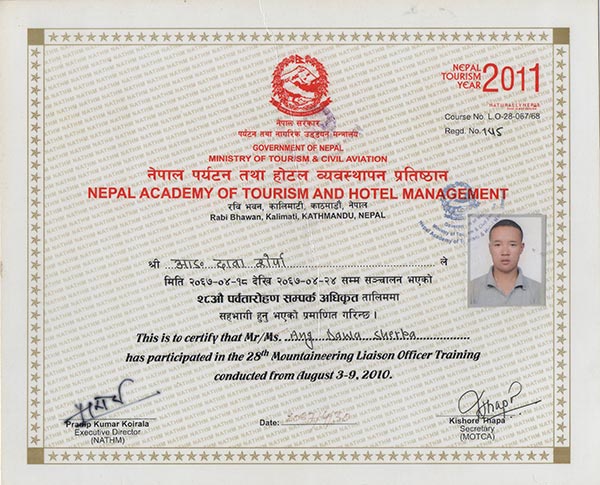 NEPAL
TOURISM
YEAR 2011
NATURALLY NEPAL
Course No. L.O-28-067/68
Regd. No. 145
नेपाल सरकार
पर्यटन तथा नागरिक उड्डयन मन्त्रालय
GOVERNMENT OF NEPAL
MINISTRY OF TOURISM & CIVIL AVIATION
नेपाल पर्यटन तथा होटल व्यवस्थापन प्रतिष्ठान
NEPAL ACADEMY OF TOURISM AND HOTEL MANAGEMENT
रवि भवन, कालिमाटी, काठमाडौं, नेपाल
Rabi Bhawan, Kalimati, KATHMANDU, NEPAL
श्री आङ दावा शेर्पा ले
मिति २०६७-०४-१८ देखि २०६७-०४-२४ सम्म सञ्चालन भएको
२८औं पर्वतारोहण सम्पर्क अधिकृत तालिममा
सहभागी हुनु भएको प्रमाणित गरिन्छ ।
This is to certify that Mr/Ms. Ang Dawa Sherba
has participated in the 28th Mountaineering Liaison Officer Training
conducted from August 3-9, 2010.
Pradip Kumar Koirala
Executive Director
(NATHM)
Date: 2067/4/30
Kishore Thapa
Secretary
(MOTCA)